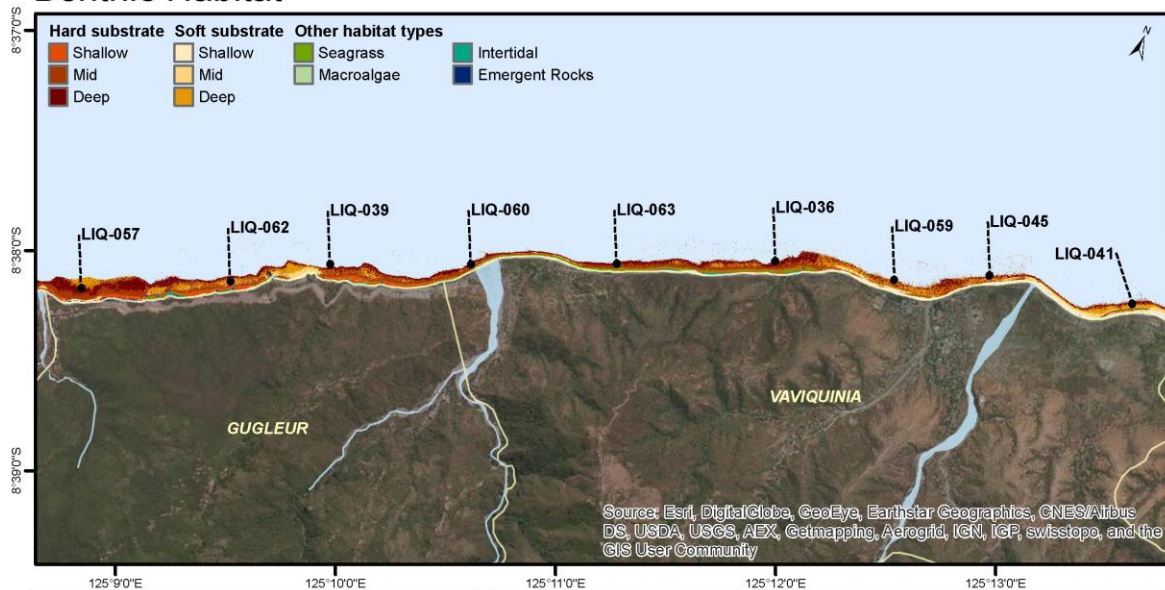 Benthic Habitat
8°37'0"S
Hard substrate Soft substrate Other habitat types
Shallow Shallow Seagrass Intertidal
Mid Mid Macroalgae Emergent Rocks
Deep Deep
N
LIQ-057
LIQ-062
LIQ-039
LIQ-060
LIQ-063
LIQ-036
LIQ-059
LIQ-045
LIQ-041
8°38'0"S
VAVIQUINIA
GUGLEUR
8°39'0"S
Source: Esri, DigitalGlobe, GeoEye, Earthstar Geographics, CNES/Airbus
DS, USDA, USGS, AEX, Getmapping, Aerogrid, IGN, IGP, swisstopo, and the
GIS User Community
125°9'0"E 125°10'0"E 125°11'0"E 125°12'0"E 125°13'0"E